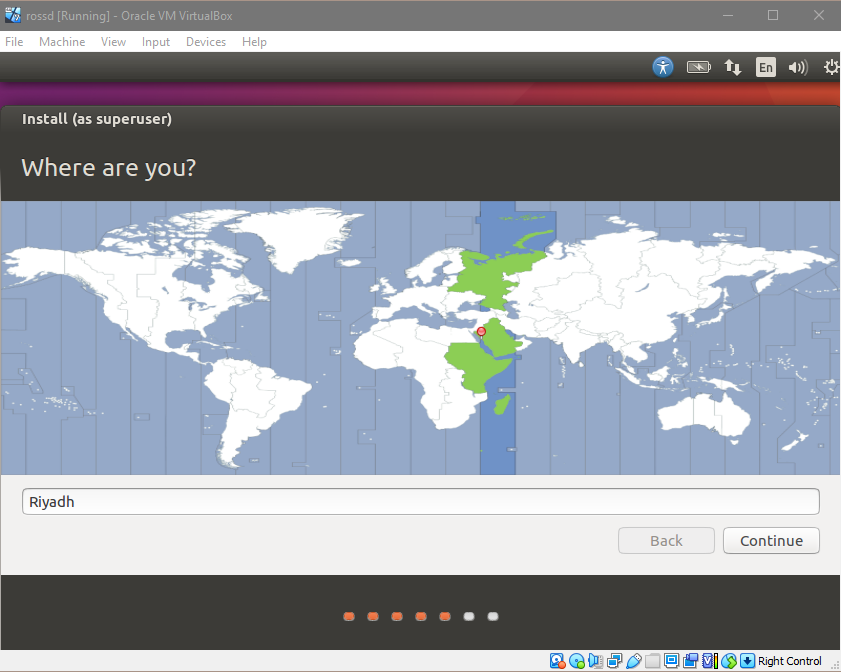 rossd [Running] - Oracle VM VirtualBox
File Machine View Input Devices Help
En
Install (as superuser)
Where are you?
Riyadh
Back Continue
Right Control